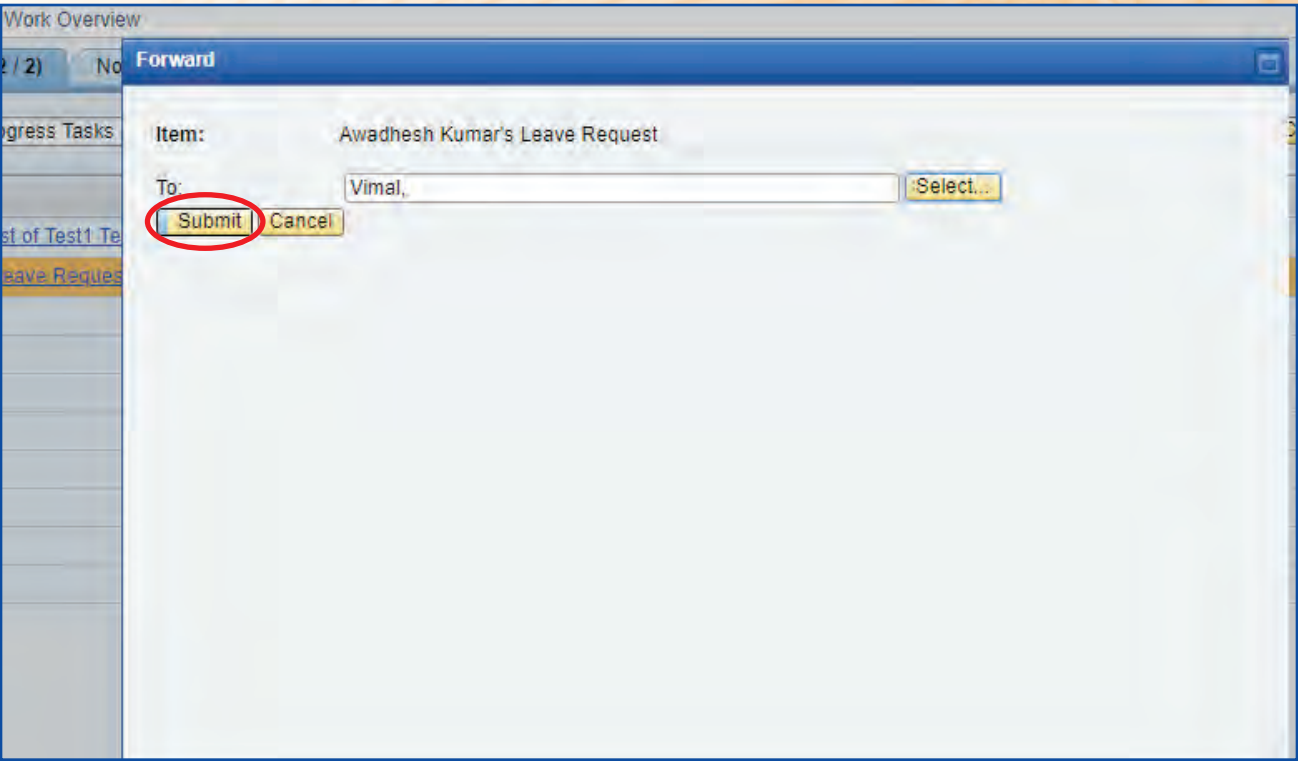 Work Overview
2 / 2) No
Forward
ogress Tasks
Item: Awadhesh Kumar's Leave Request
To: Vimal, Select...
Submit Cancel
st of Test1 Te
eave Reques